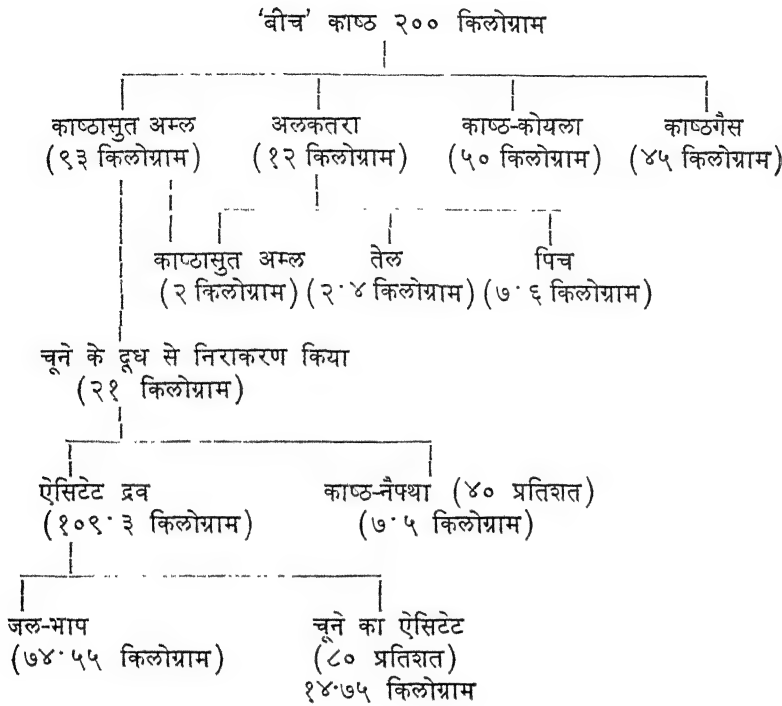 ‘बीच’ काष्ठ २०० किलोग्राम
काष्ठासुत अम्ल अलकतरा काष्ठ-कोयला काष्ठगैस
(९३ किलोग्राम) (१२ किलोग्राम) (५० किलोग्राम) (४५ किलोग्राम)
काष्ठासुत अम्ल तेल पिच
(२ किलोग्राम) (२·४ किलोग्राम) (७·६ किलोग्राम)
चूने के दूध से निराकरण किया
(२१ किलोग्राम)
ऐसिटेट द्रव काष्ठ-नैफ्था (४० प्रतिशत)
(१०९·३ किलोग्राम) (७·५ किलोग्राम)
जल-भाप चूने का ऐसिटेट
(७४·५५ किलोग्राम) (८० प्रतिशत)
१४·७५ किलोग्राम